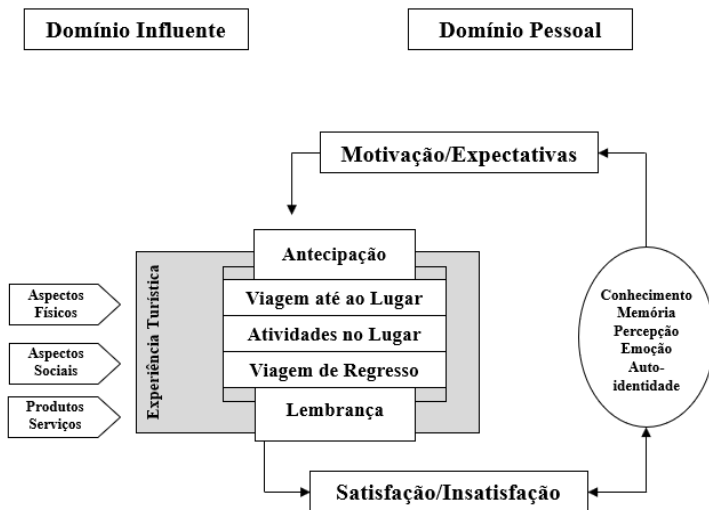 Domínio Influente
Domínio Pessoal
Motivação/Expectativas
Antecipação
Viagem até ao Lugar
Atividades no Lugar
Viagem de Regresso
Lembrança
Experiência Turística
Aspectos
Físicos
Aspectos
Sociais
Produtos
Serviços
Conhecimento
Memória
Percepção
Emoção
Auto-
identidade
Satisfação/Insatisfação